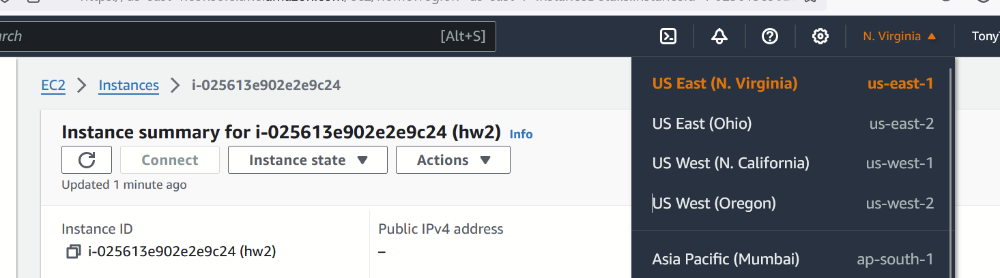 arch [Alt+S] N. Virginia Tony
EC2 Instances i-025613e902e2e9c24
Instance summary for i-025613e902e2e9c24 (hw2) Info
Connect Instance state Actions
Updated 1 minute ago
Instance ID
i-025613e902e2e9c24 (hw2)
Public IPv4 address
–
US East (N. Virginia) us-east-1
US East (Ohio) us-east-2
US West (N. California) us-west-1
US West (Oregon) us-west-2
Asia Pacific (Mumbai) ap-south-1